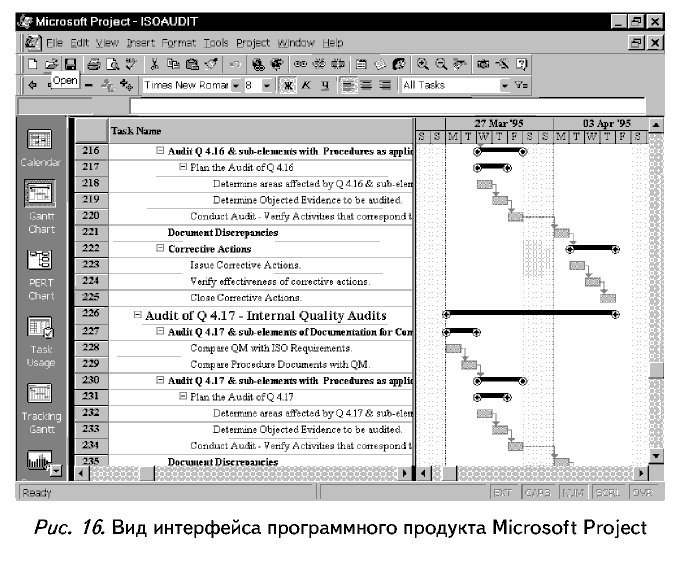 Microsoft Project - ISOAUDIT
File Edit View Insert Format Tools Project Window Help
Open
Times New Roman 8 Ж К Ч All Tasks
Task Name
27 Mar '95 03 Apr '95
S S M T W T F S S M T W T F S
216 Audit Q 4.16 & sub-elements with Procedures as applic
217 Plan the Audit of Q 4.16
218 Determine areas affected by Q 4.16 & sub-elem
219 Determine Objected Evidence to be audited.
220 Conduct Audit - Verify Activities that correspond t
221 Document Discrepancies
222 Corrective Actions
223 Issue Corrective Actions.
224 Verify effectiveness of corrective actions.
225 Close Corrective Actions.
226 Audit of Q 4.17 - Internal Quality Audits
227 Audit Q 4.17 & sub-elements of Documentation for Com
228 Compare QM with ISO Requirements.
229 Compare Procedure Documents with QM.
230 Audit Q 4.17 & sub-elements with Procedures as applic
231 Plan the Audit of Q 4.17
232 Determine areas affected by Q 4.17 & sub-elem
233 Determine Objected Evidence to be audited.
234 Conduct Audit - Verify Activities that correspond t
235 Document Discrepancies
Calendar
Gantt
Chart
PERT
Chart
Task
Usage
Tracking
Gantt
Ready
EXT CAPS NUM SCRL OVR
Рис. 16. Вид интерфейса программного продукта Microsoft Project